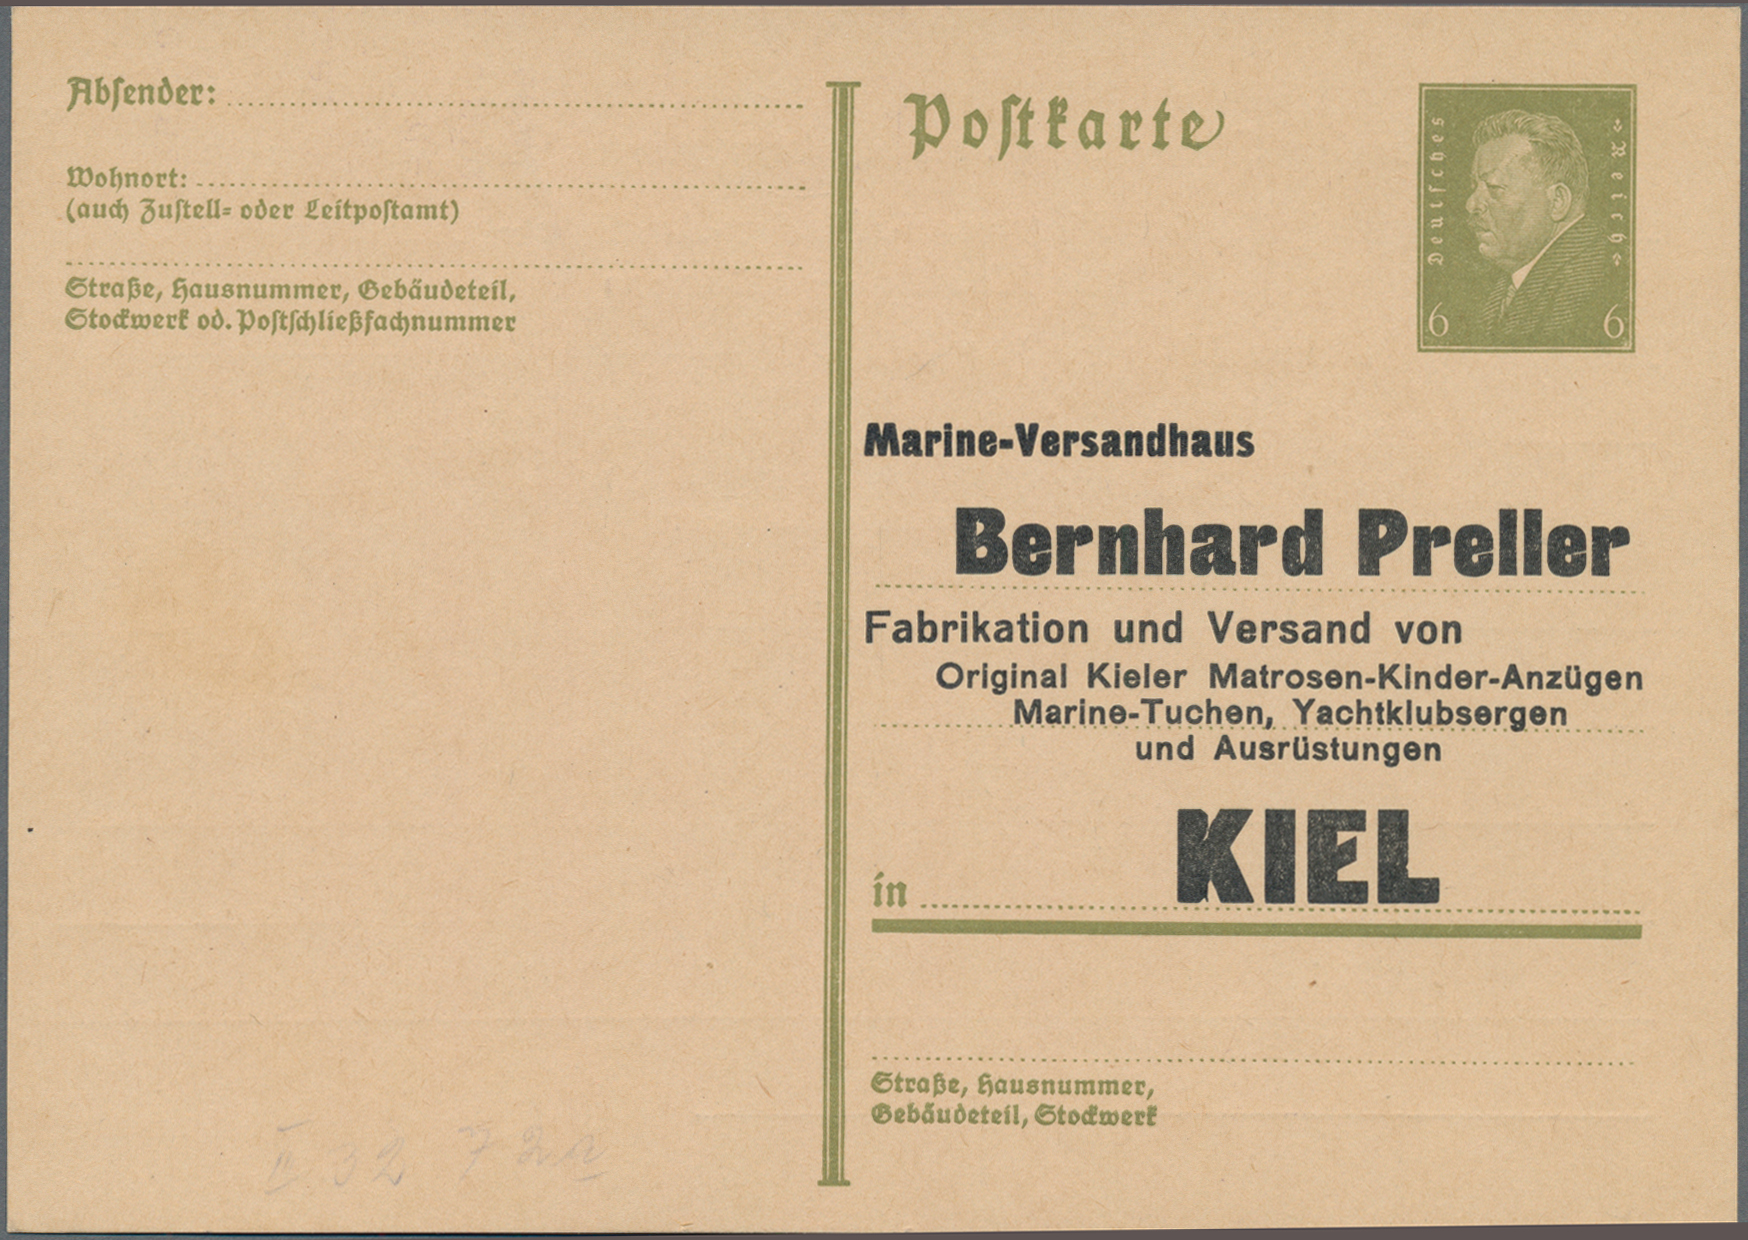 Absender:
Wohnort:
(auch Zustell- oder Leitpostamt)
Straße, Hausnummer, Gebäudeteil,
Stockwerk od. Postschließfachnummer
Postkarte
Deutsches
Reich
6 6
Marine-Versandhaus
Bernhard Preller
Fabrikation und Versand von
Original Kieler Matrosen-Kinder-Anzügen
Marine-Tuchen, Yachtklubsergen
und Ausrüstungen
KIEL
in
Straße, Hausnummer,
Gebäudeteil, Stockwerk
II. 32